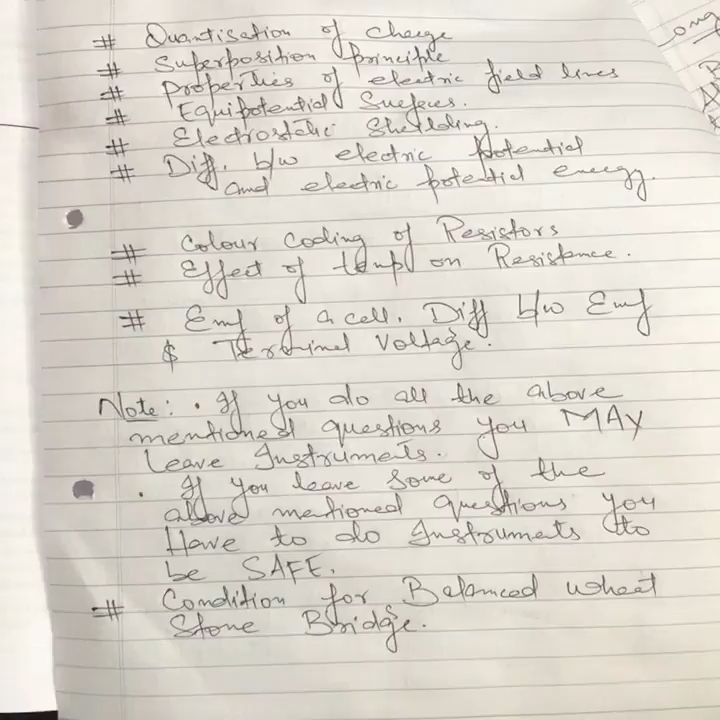 # Quantisation of charge
# Superposition Principle
# Properties of electric field lines
# Equipotential Surfaces.
# Electrostatic Sheilding.
# Diff. b/w electric potential
and electric potential energy.
# Colour Coding of Resistors
# Effect of temp on Resistance.
# Emf of a cell. Diff b/w Emf
$ Terminal Voltage.
Note: . If you do all the above
mentioned questions you MAY
leave Instruments.
. If you leave some of the
above mentioned questions you
Have to do Instruments to
be SAFE.
# Condition for Balanced Wheat
Stone Bridge.